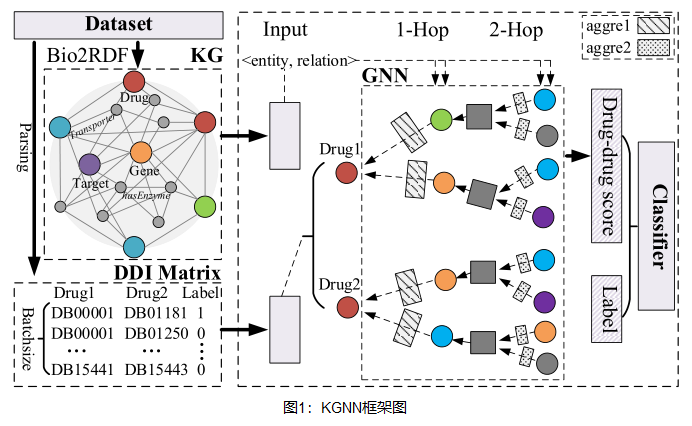 Dataset
Bio2RDF
KG
Parsing
Drug
Transporter
Gene
Target
hasEnzyme
DDI Matrix
Batchsize
Drug1 Drug2 Label
DB00001 DB01181 1
DB00001 DB01250 0
... ... ...
DB15441 DB15443 0
Input
1-Hop
2-Hop
aggre1
aggre2
<entity, relation>
GNN
Drug1
Drug2
Drug-drug score
Label
Classifier
图1：KGNN框架图